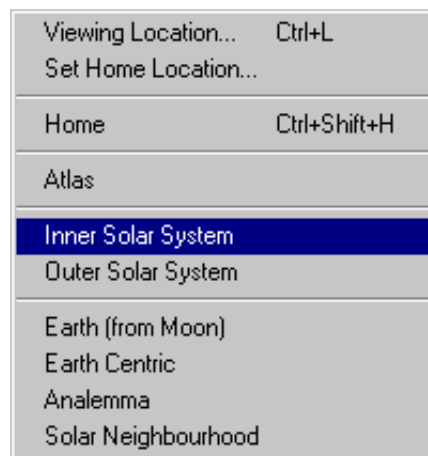 Viewing Location... Ctrl+L
Set Home Location...
Home Ctrl+Shift+H
Atlas
Inner Solar System
Outer Solar System
Earth (from Moon)
Earth Centric
Analemma
Solar Neighbourhood